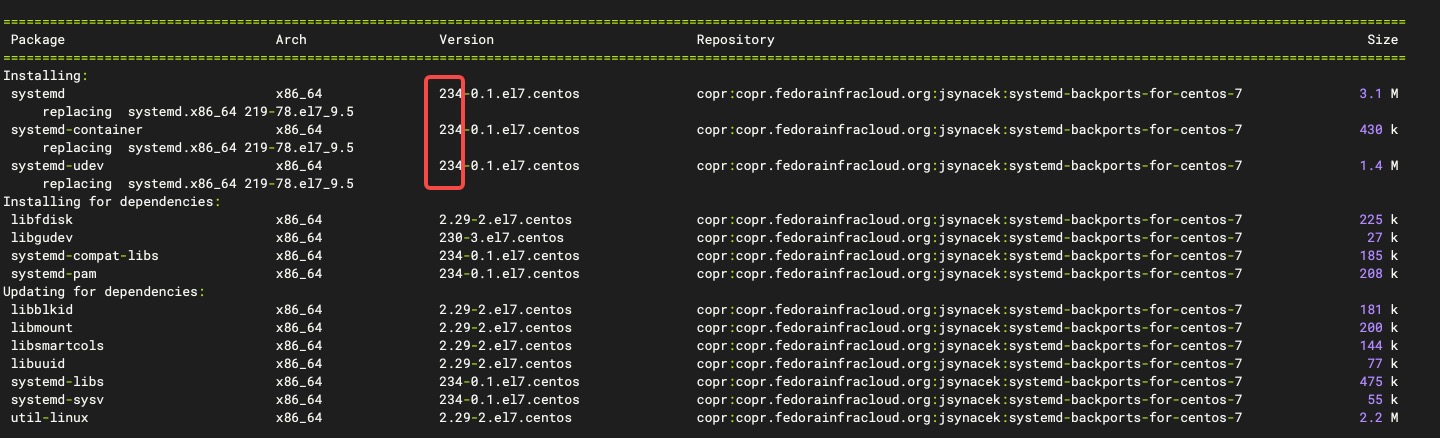 ================================================================================
Package Arch Version Repository Size
================================================================================
Installing:
systemd x86_64 234-0.1.el7.centos copr:copr.fedorainfracloud.org:jsynacek:systemd-backports-for-centos-7 3.1 M
replacing systemd.x86_64 219-78.el7_9.5
systemd-container x86_64 234-0.1.el7.centos copr:copr.fedorainfracloud.org:jsynacek:systemd-backports-for-centos-7 430 k
replacing systemd.x86_64 219-78.el7_9.5
systemd-udev x86_64 234-0.1.el7.centos copr:copr.fedorainfracloud.org:jsynacek:systemd-backports-for-centos-7 1.4 M
replacing systemd.x86_64 219-78.el7_9.5
Installing for dependencies:
libfdisk x86_64 2.29-2.el7.centos copr:copr.fedorainfracloud.org:jsynacek:systemd-backports-for-centos-7 225 k
libgudev x86_64 230-3.el7.centos copr:copr.fedorainfracloud.org:jsynacek:systemd-backports-for-centos-7 27 k
systemd-compat-libs x86_64 234-0.1.el7.centos copr:copr.fedorainfracloud.org:jsynacek:systemd-backports-for-centos-7 185 k
systemd-pam x86_64 234-0.1.el7.centos copr:copr.fedorainfracloud.org:jsynacek:systemd-backports-for-centos-7 208 k
Updating for dependencies:
libblkid x86_64 2.29-2.el7.centos copr:copr.fedorainfracloud.org:jsynacek:systemd-backports-for-centos-7 181 k
libmount x86_64 2.29-2.el7.centos copr:copr.fedorainfracloud.org:jsynacek:systemd-backports-for-centos-7 200 k
libsmartcols x86_64 2.29-2.el7.centos copr:copr.fedorainfracloud.org:jsynacek:systemd-backports-for-centos-7 144 k
libuuid x86_64 2.29-2.el7.centos copr:copr.fedorainfracloud.org:jsynacek:systemd-backports-for-centos-7 77 k
systemd-libs x86_64 234-0.1.el7.centos copr:copr.fedorainfracloud.org:jsynacek:systemd-backports-for-centos-7 475 k
systemd-sysv x86_64 234-0.1.el7.centos copr:copr.fedorainfracloud.org:jsynacek:systemd-backports-for-centos-7 55 k
util-linux x86_64 2.29-2.el7.centos copr:copr.fedorainfracloud.org:jsynacek:systemd-backports-for-centos-7 2.2 M